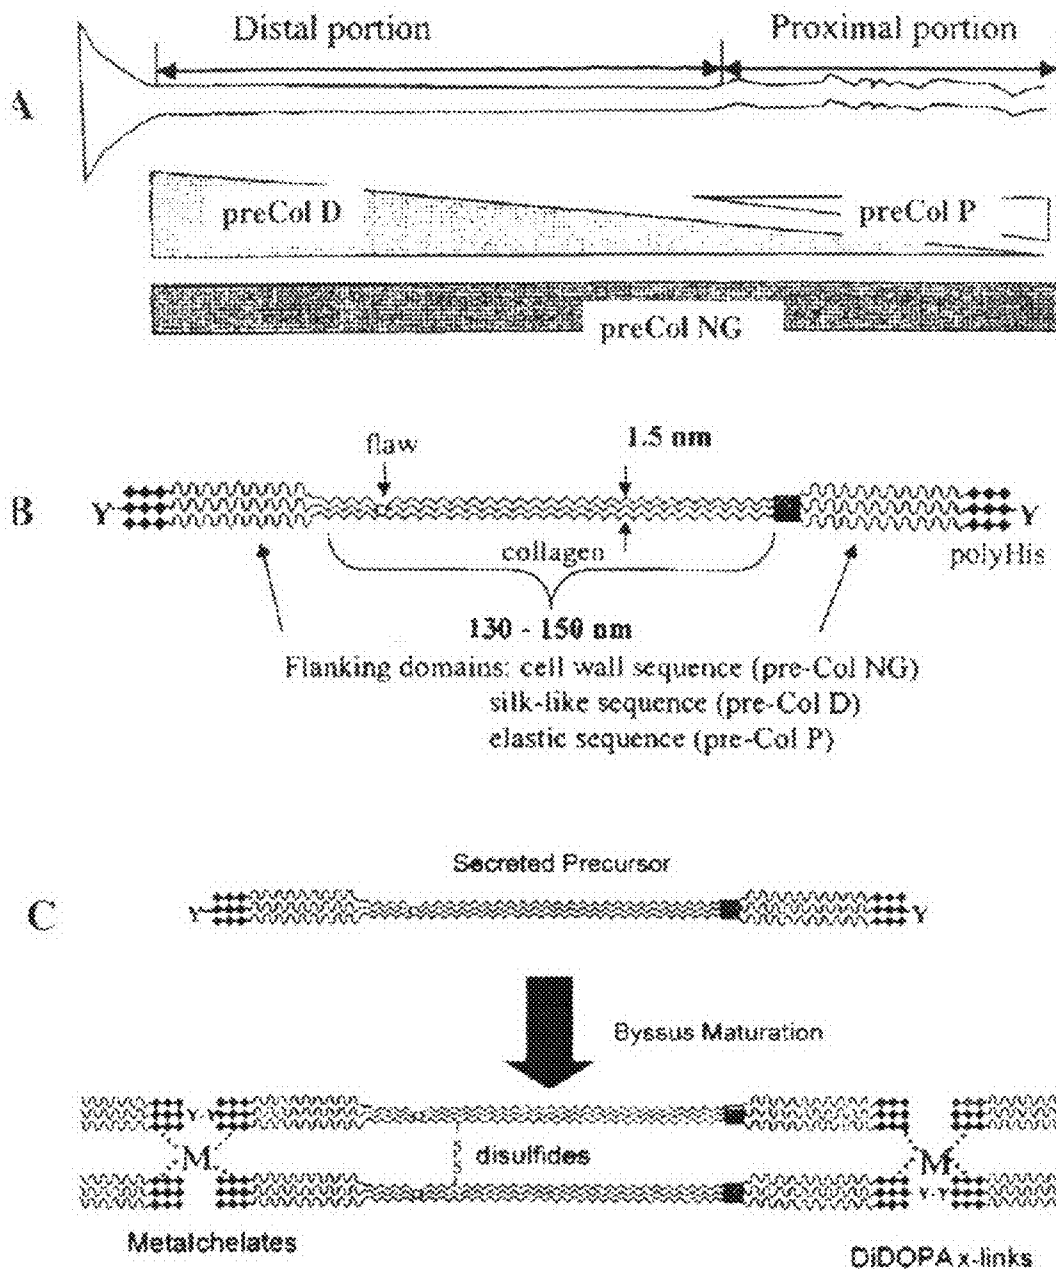 Distal portion Proximal portion
A
preCol D preCol P
preCol NG
flaw 1.5 nm
B Y Y
collagen polyHis
130 - 150 nm
Flanking domains: cell wall sequence (pre-Col NG)
silk-like sequence (pre-Col D)
elastic sequence (pre-Col P)
Secreted Precursor
C Y Y
Byssus Maturation
Y-Y
M disulfides M
Y-Y
Metalchelates DiDOPA x-links